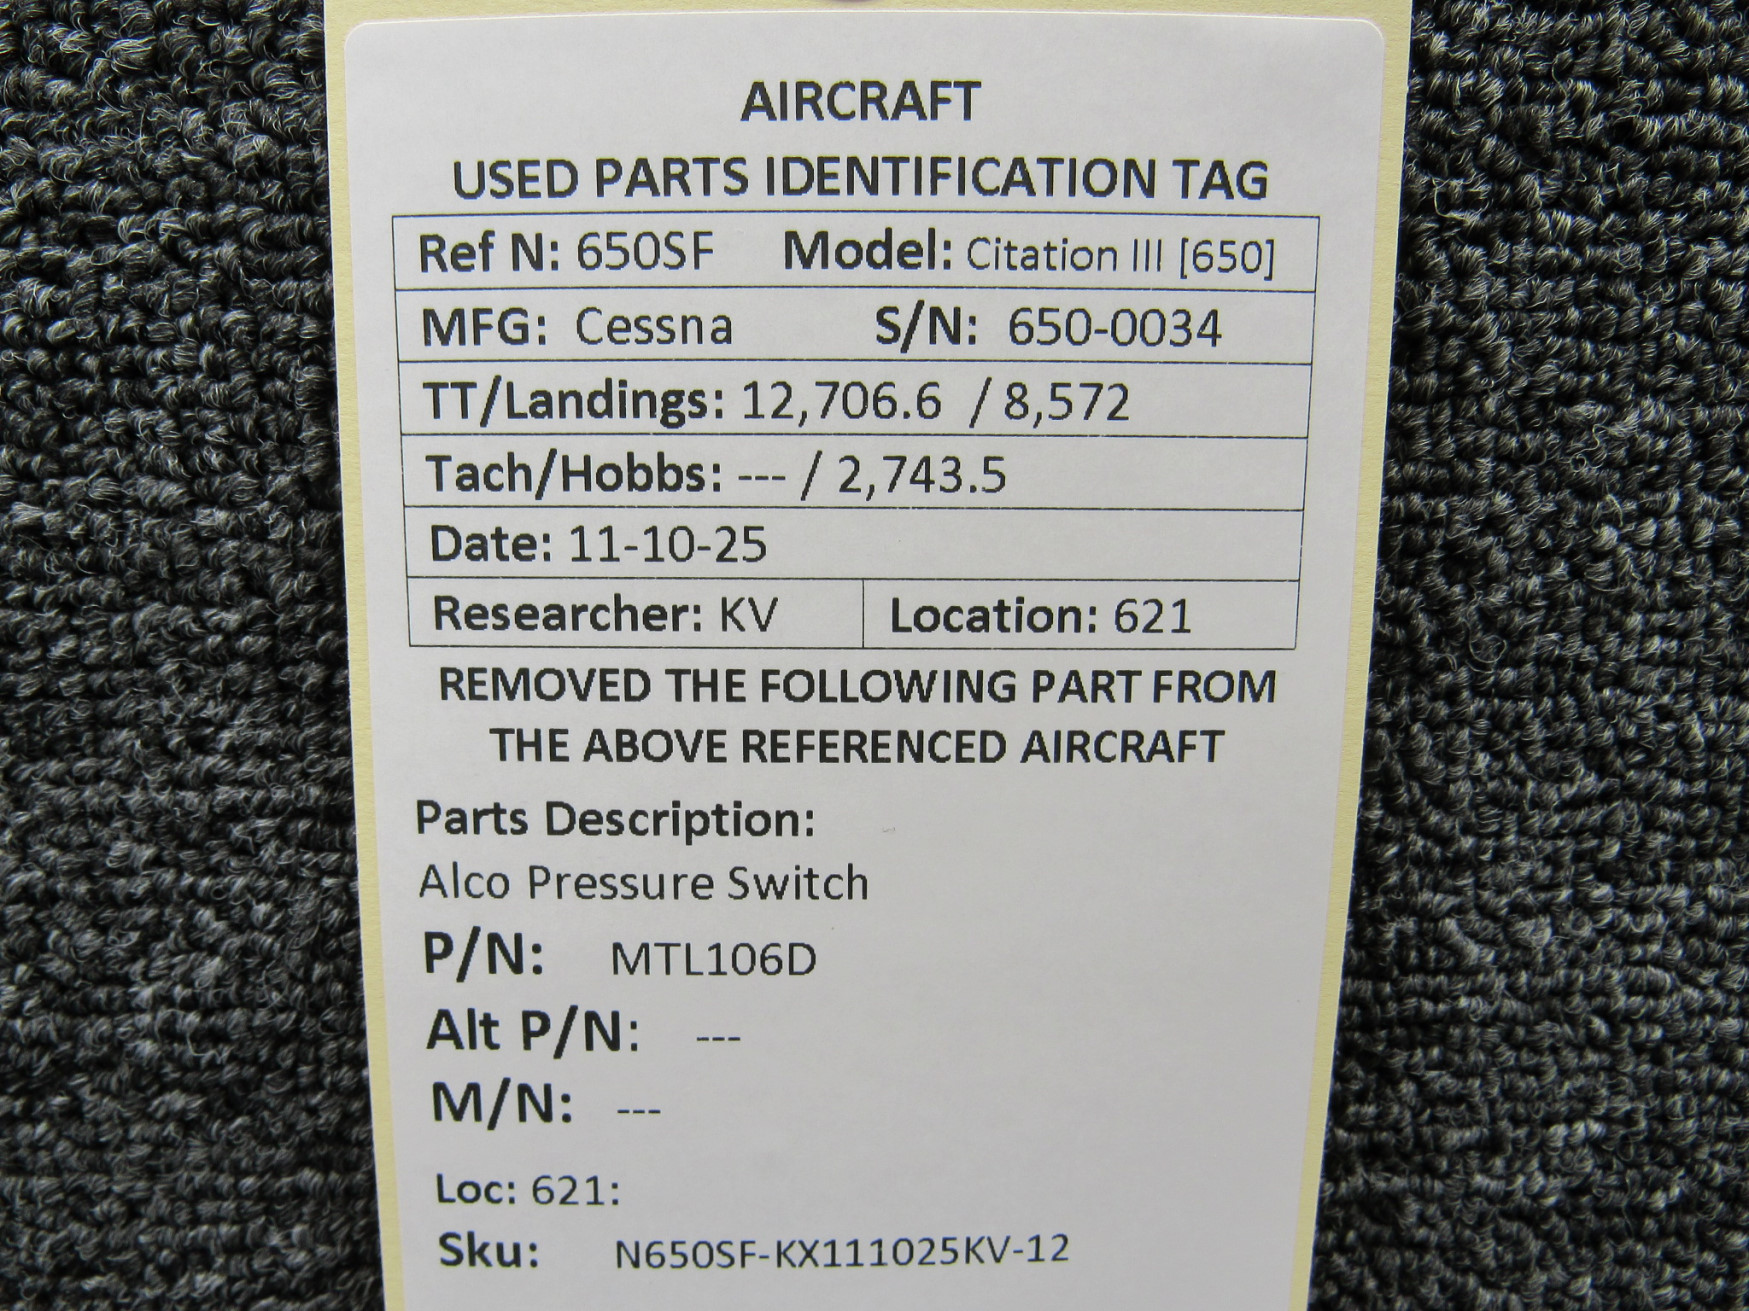 AIRCRAFT
USED PARTS IDENTIFICATION TAG
Ref N: 650SF Model: Citation III [650]
MFG: Cessna S/N: 650-0034
TT/Landings: 12,706.6 / 8,572
Tach/Hobbs: --- / 2,743.5
Date: 11-10-25
Researcher: KV Location: 621
REMOVED THE FOLLOWING PART FROM
THE ABOVE REFERENCED AIRCRAFT
Parts Description:
Alco Pressure Switch
P/N: MTL106D
Alt P/N: ---
M/N: ---
Loc: 621:
Sku: N650SF-KX111025KV-12